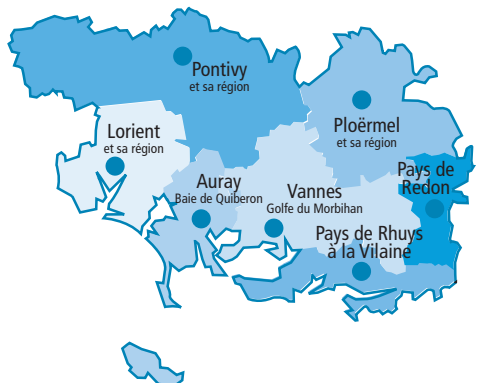 Pontivy
et sa région
Ploërmel
et sa région
Lorient
et sa région
Pays de
Redon
Auray
Baie de Quiberon
Vannes
Golfe du Morbihan
Pays de Rhuys
à la Vilaine